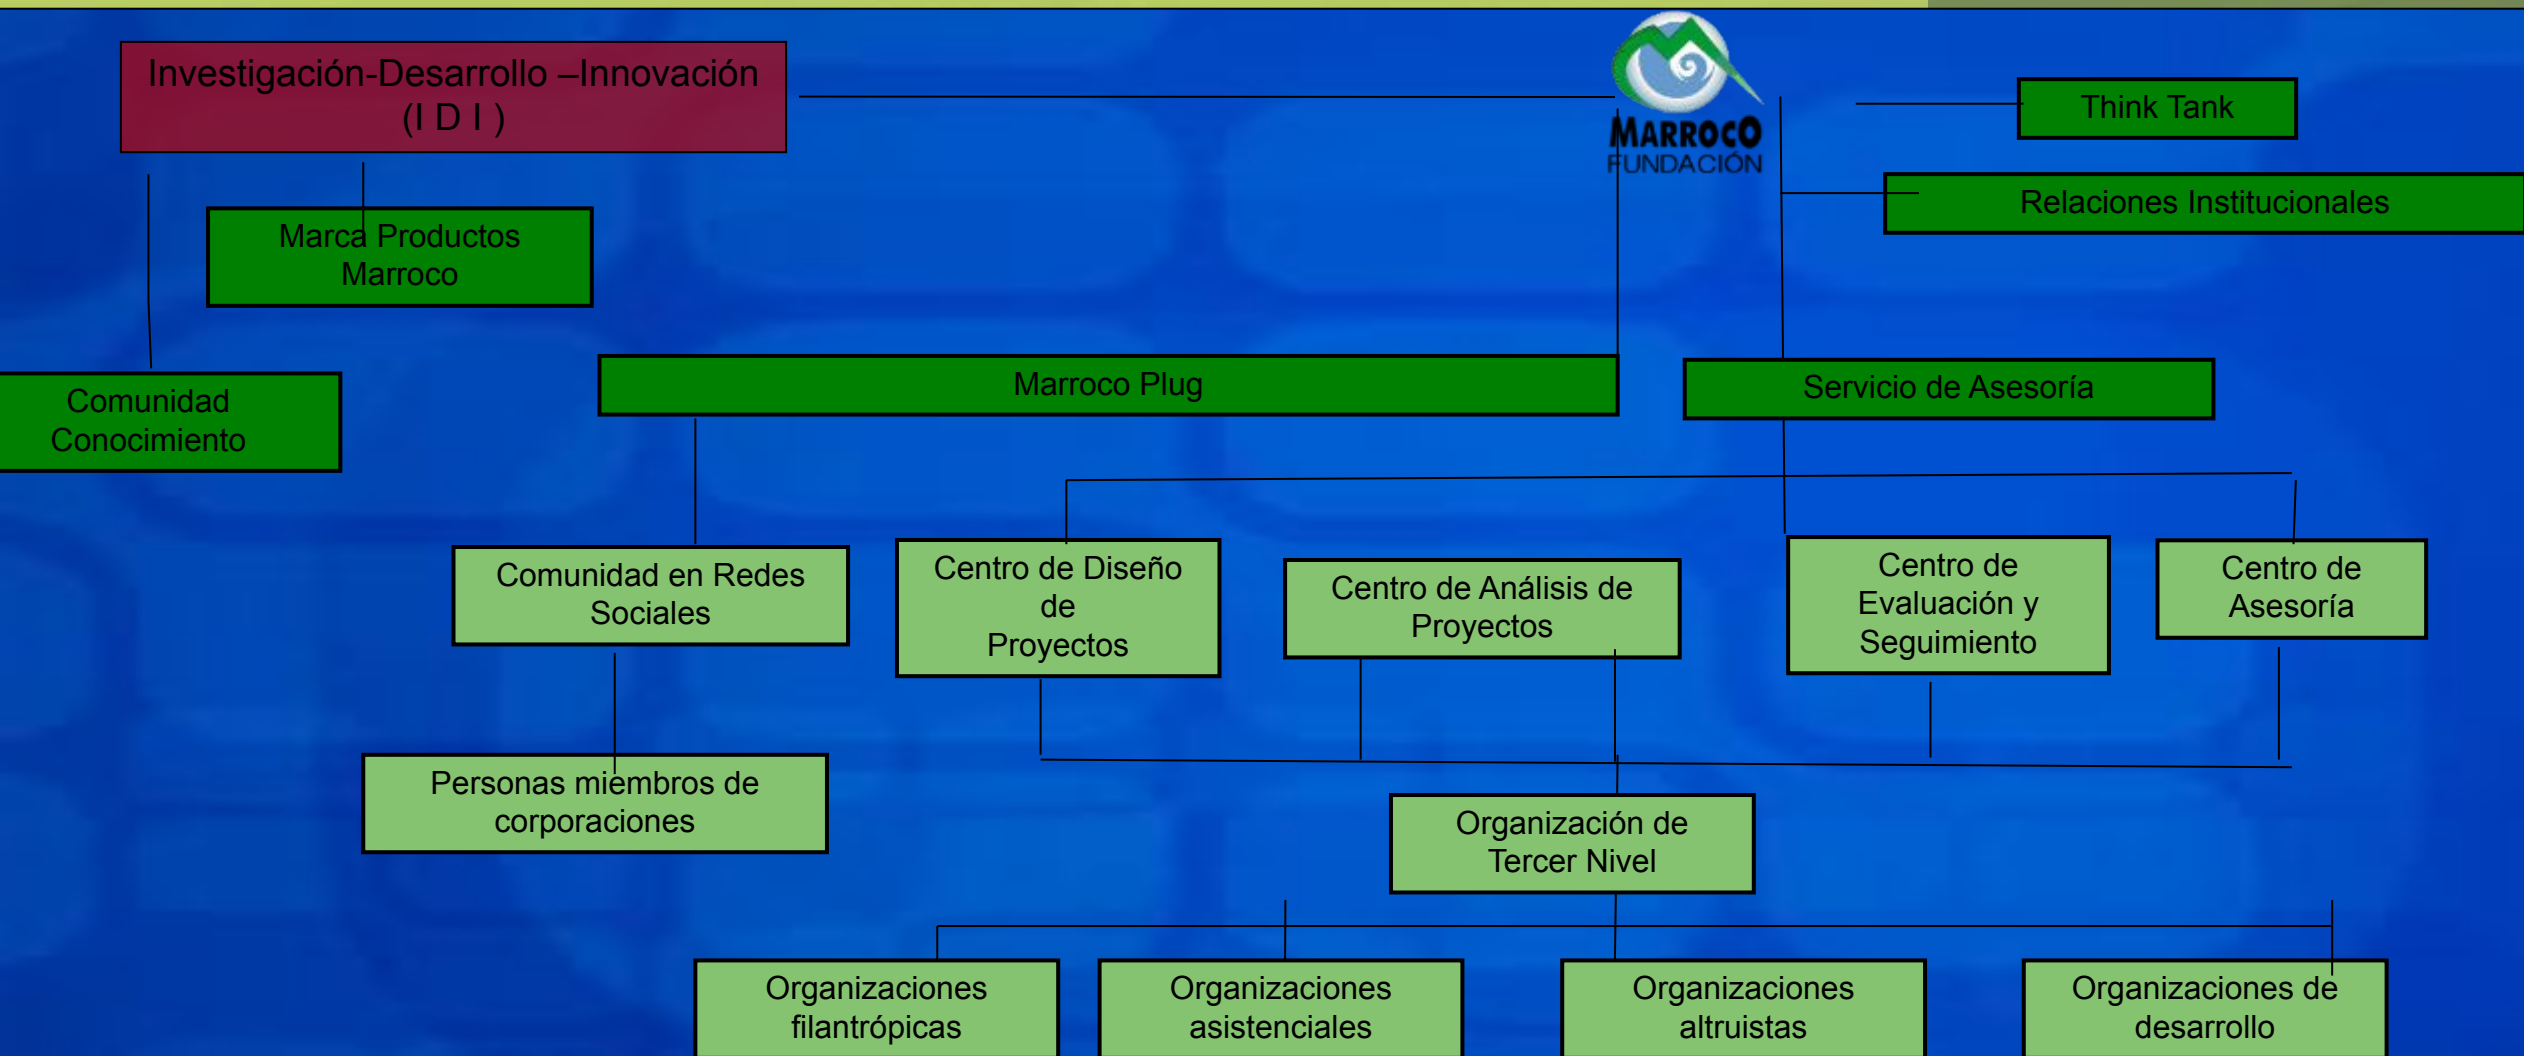 Investigación-Desarrollo –Innovación
(I D I )
MARROCO
FUNDACIÓN
Think Tank
Relaciones Institucionales
Marca Productos
Marroco
Comunidad
Conocimiento
Marroco Plug
Servicio de Asesoría
Comunidad en Redes
Sociales
Centro de Diseño
de
Proyectos
Centro de Análisis de
Proyectos
Centro de
Evaluación y
Seguimiento
Centro de
Asesoría
Personas miembros de
corporaciones
Organización de
Tercer Nivel
Organizaciones
filantrópicas
Organizaciones
asistenciales
Organizaciones
altruistas
Organizaciones de
desarrollo